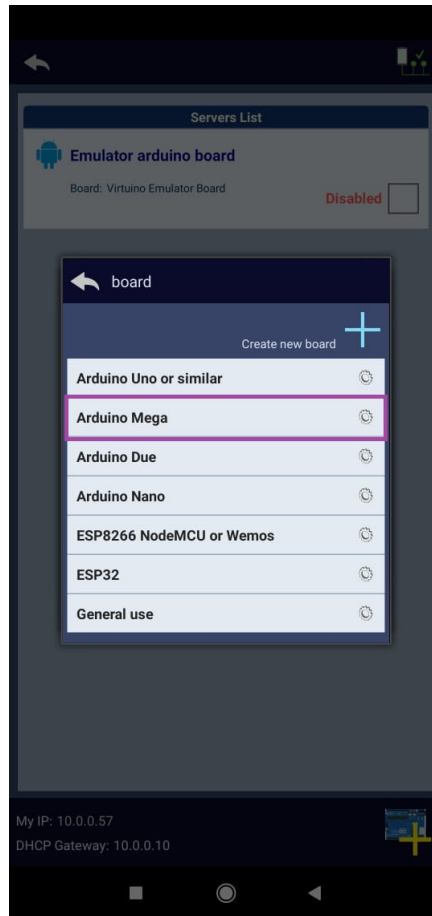 Servers List
Emulator arduino board
Board: Virtuino Emulator Board
Disabled
board
Create new board
Arduino Uno or similar
Arduino Mega
Arduino Due
Arduino Nano
ESP8266 NodeMCU or Wemos
ESP32
General use
My IP: 10.0.0.57
DHCP Gateway: 10.0.0.10